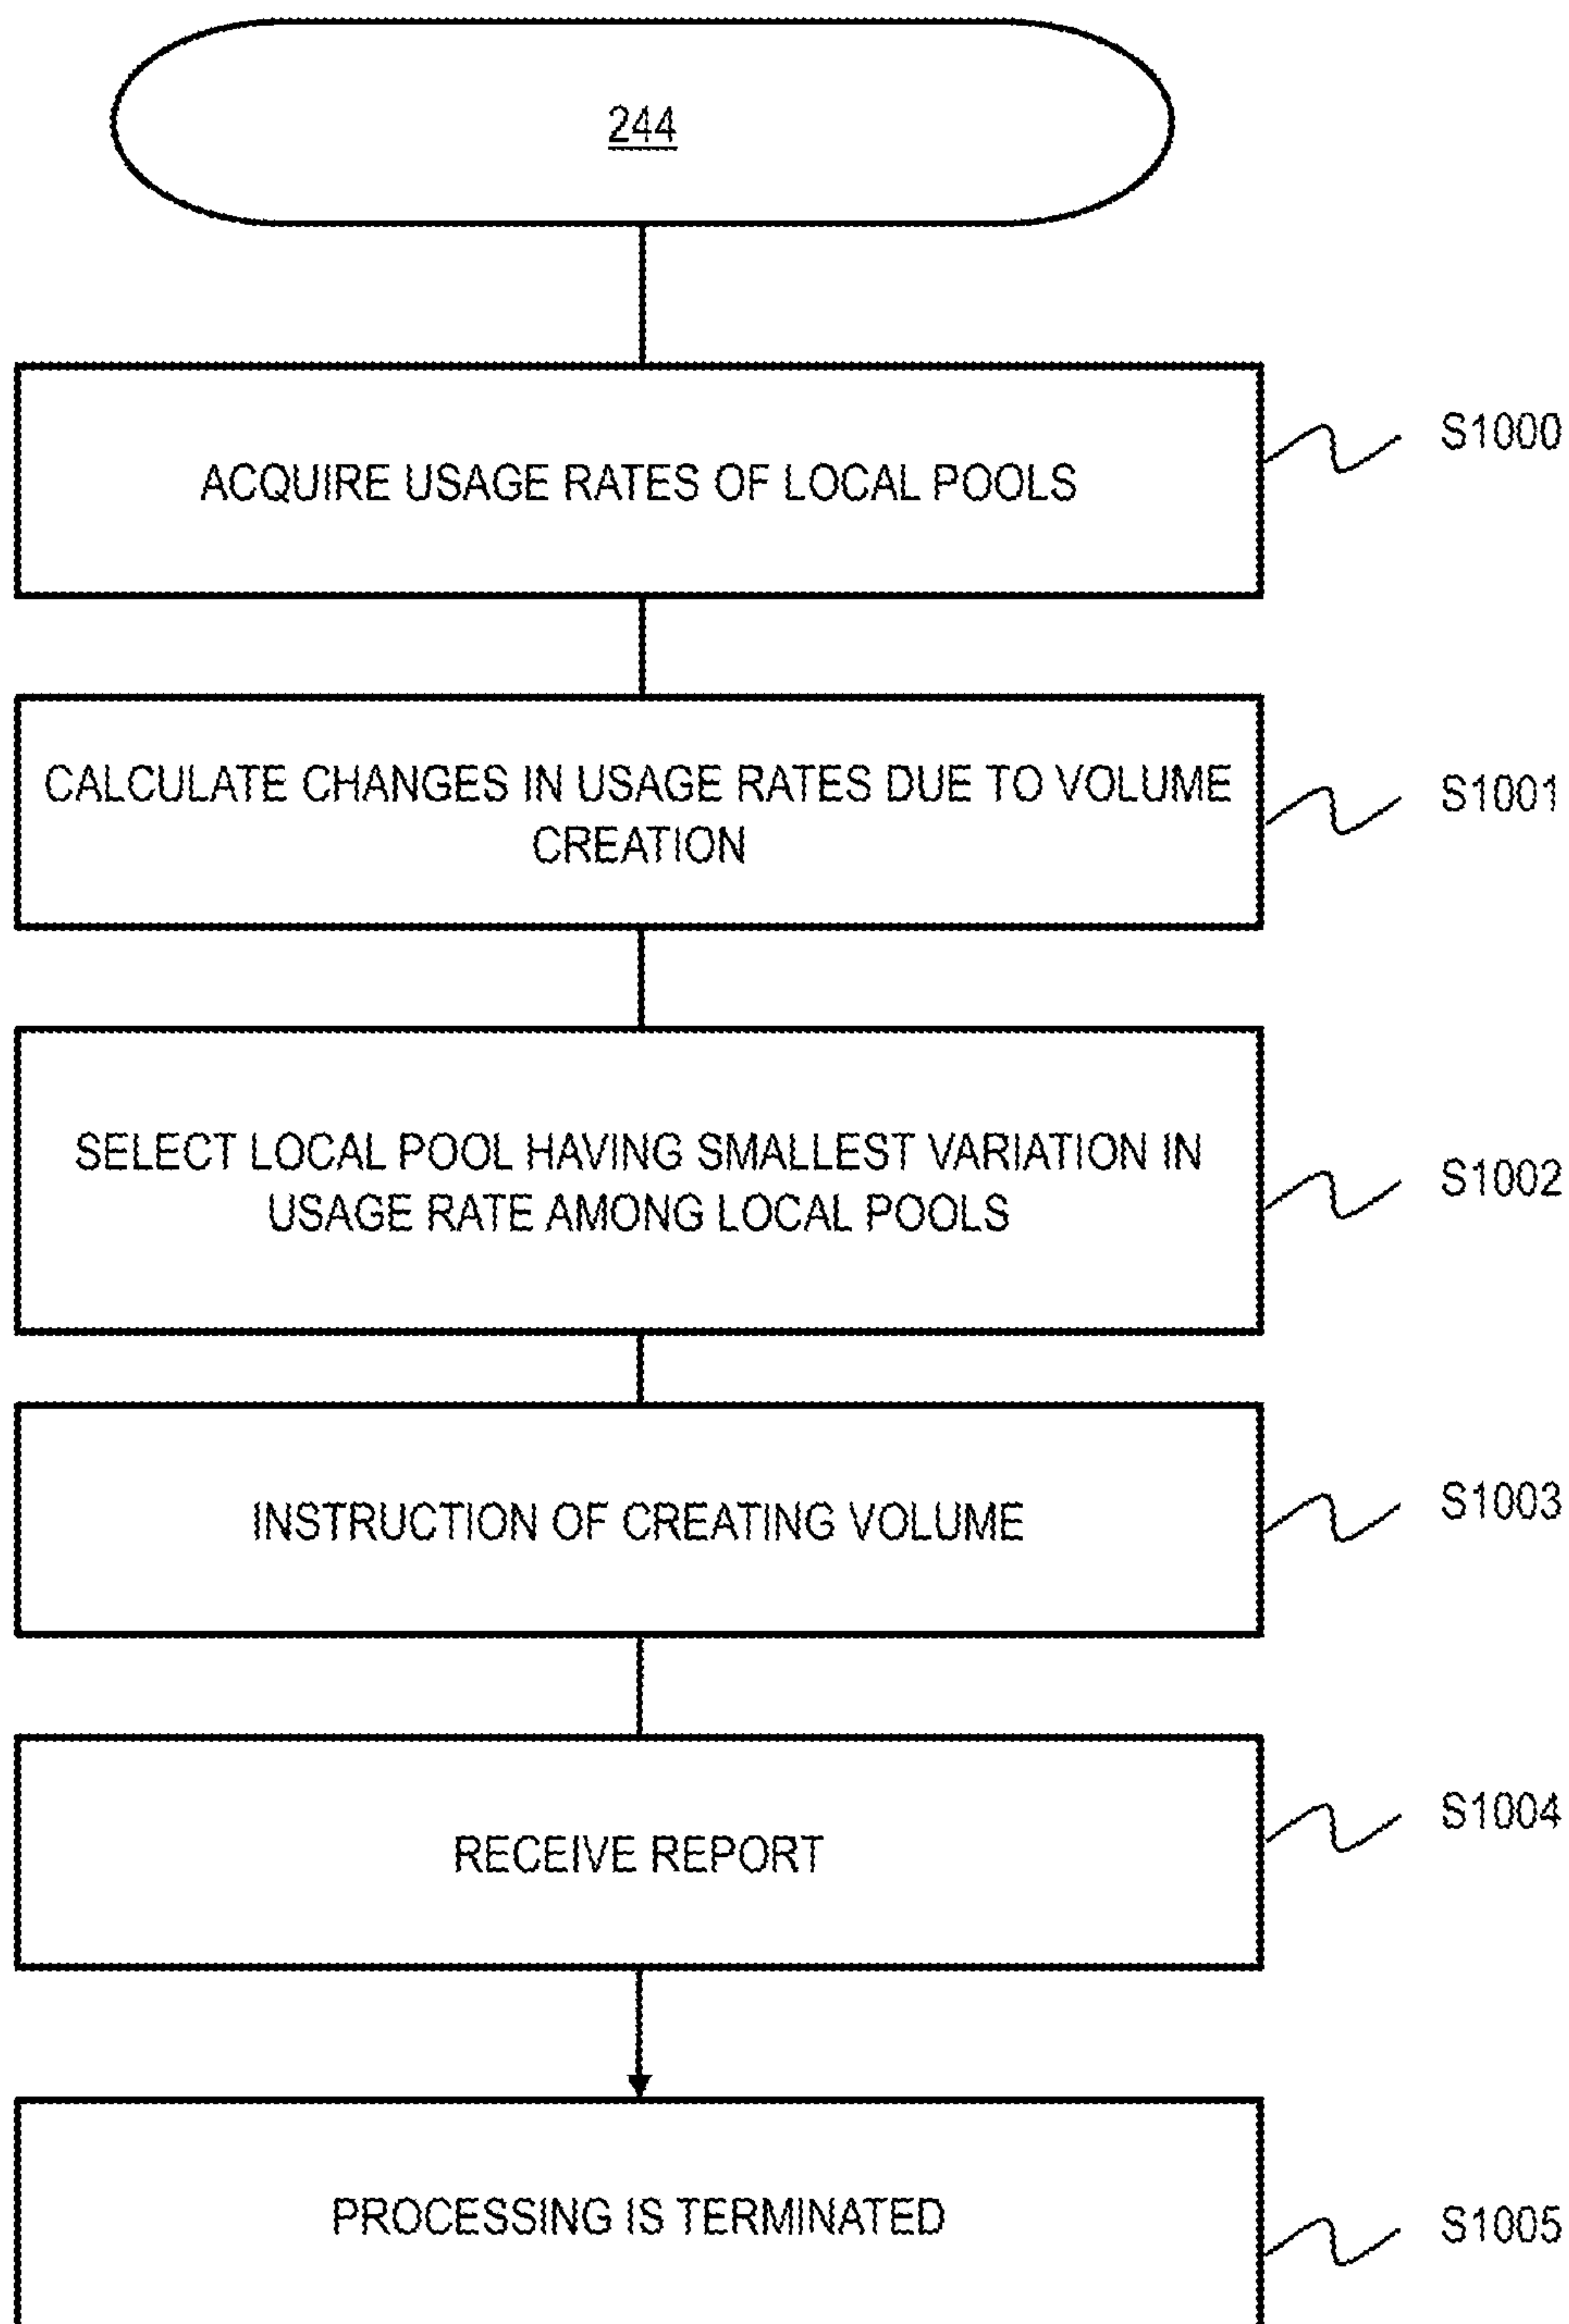 244
ACQUIRE USAGE RATES OF LOCAL POOLS
S1000
CALCULATE CHANGES IN USAGE RATES DUE TO VOLUME
CREATION
S1001
SELECT LOCAL POOL HAVING SMALLEST VARIATION IN
USAGE RATE AMONG LOCAL POOLS
S1002
INSTRUCTION OF CREATING VOLUME
S1003
RECEIVE REPORT
S1004
PROCESSING IS TERMINATED
S1005